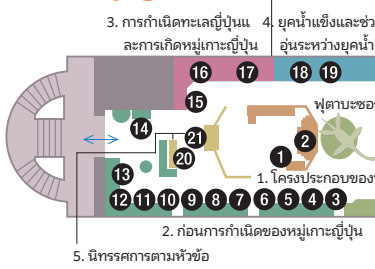 3. การกำเนิดทะเลญี่ปุ่นแ
ละการเกิดหมู่เกาะญี่ปุ่น
4. ยุคน้ำแข็งและช่ว
อุ่นระหว่างยุคน้ำ
16 17 18 19
15
ฟุตาบะซอ
14
21
20
2
1
1. โครงประกอบของ
13
12 11 10 9 8 7 6 5 4 3
2. ก่อนการกำเนิดของหมู่เกาะญี่ปุ่น
5. นิทรรศการตามหัวข้อ